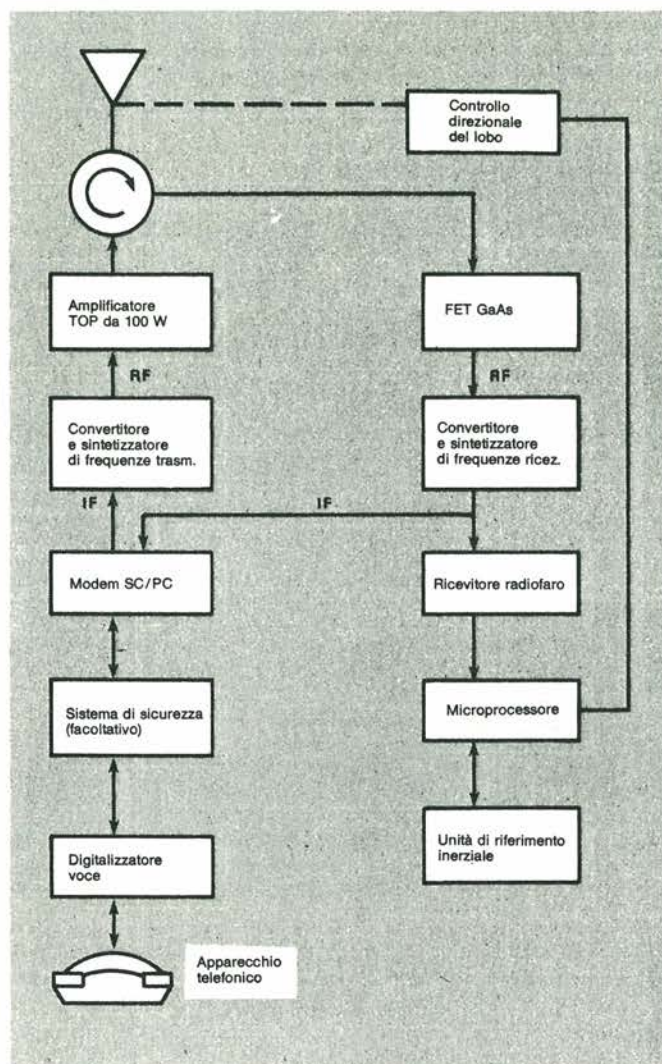 Controllo
direzionale
del lobo
Amplificatore
TOP da 100 W
FET GaAs
RF
RF
Convertitore
e sintetizzatore
di frequenze trasm.
Convertitore
e sintetizzatore
di frequenze ricez.
IF
IF
Modem SC/PC
Ricevitore radiofaro
Sistema di sicurezza
(facoltativo)
Microprocessore
Digitalizzatore
voce
Unità di riferimento
inerziale
Apparecchio
telefonico